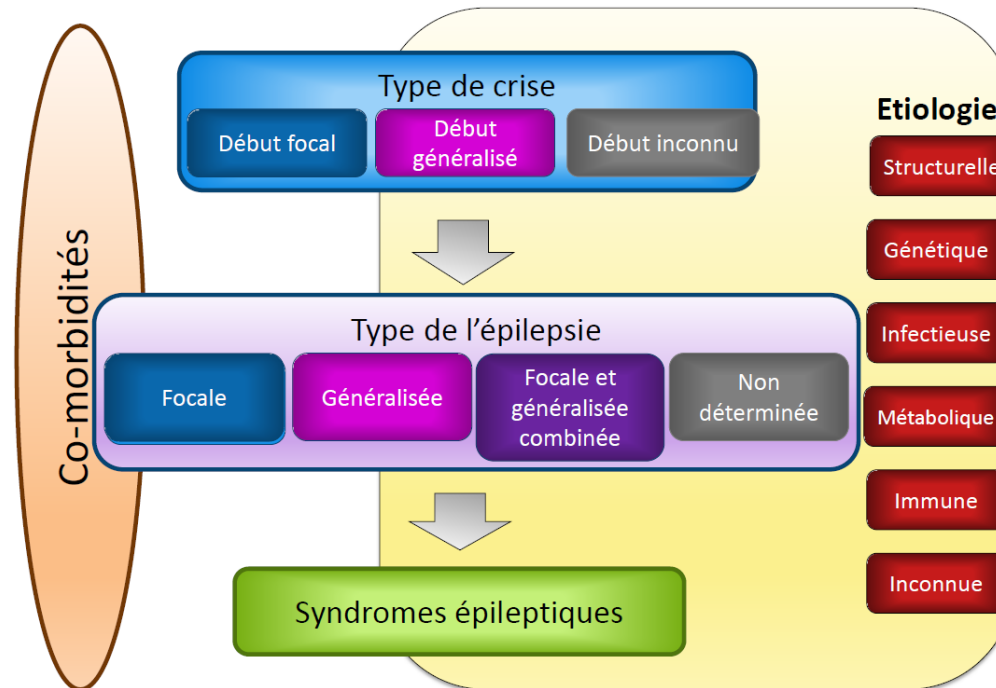 Type de crise
Début focal
Début
généralisé
Début inconnu
Etiologie
Structurelle
Génétique
Infectieuse
Métabolique
Immune
Inconnue
Co-morbidités
Type de l’épilepsie
Focale
Généralisée
Focale et
généralisée
combinée
Non
déterminée
Syndromes épileptiques